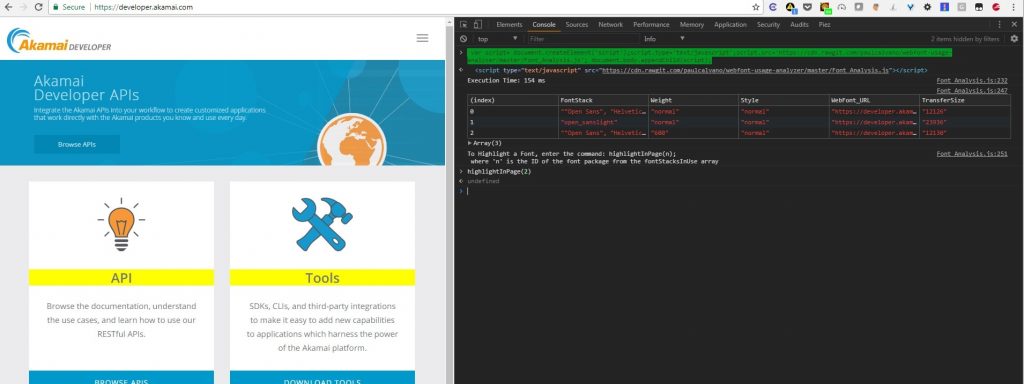 Secure
https://developer.akamai.com
Akamai DEVELOPER
Akamai
Developer APIs
Integrate the Akamai APIs into your workflow to create customized applications
that work directly with the Akamai products you know and use every day.
Browse APIs
API
Browse the documentation, understand
the use cases, and learn how to use our
RESTful APIs.
BROWSE APIS
Tools
SDKs, CLIs, and third-party integrations
to make it easy to add new capabilities
to applications which harness the power
of the Akamai platform.
DOWNLOAD TOOLS
Elements Console Sources Network Performance Memory Application Security Audits Piez
top Filter Info 2 items hidden by filters
var script=document.createElement('script');script.type='text/javascript';script.src='https://cdn.rawgit.com/paulcalvano/webfont-usage-
analyzer/master/Font_Analysis.js'; document.body.appendChild(script);
<script type="text/javascript" src="https://cdn.rawgit.com/paulcalvano/webfont-usage-analyzer/master/Font_Analysis.js"></script>
Execution Time: 154 ms Font_Analysis.js:232
Font_Analysis.js:247
(index) FontStack Weight Style WebFont_URL TransferSize
0 ""Open Sans", "Helvetic… "normal" "normal" "https://developer.akam… "12126"
1 "open_sanslight" "normal" "normal" "https://developer.akam… "23936"
2 ""Open Sans", "Helvetic… "600" "normal" "https://developer.akam… "12130"
Array(3)
To Highlight a Font, enter the command: highlightInPage(n); Font_Analysis.js:251
where 'n' is the ID of the font package from the fontStacksInUse array
highlightInPage(2)
undefined